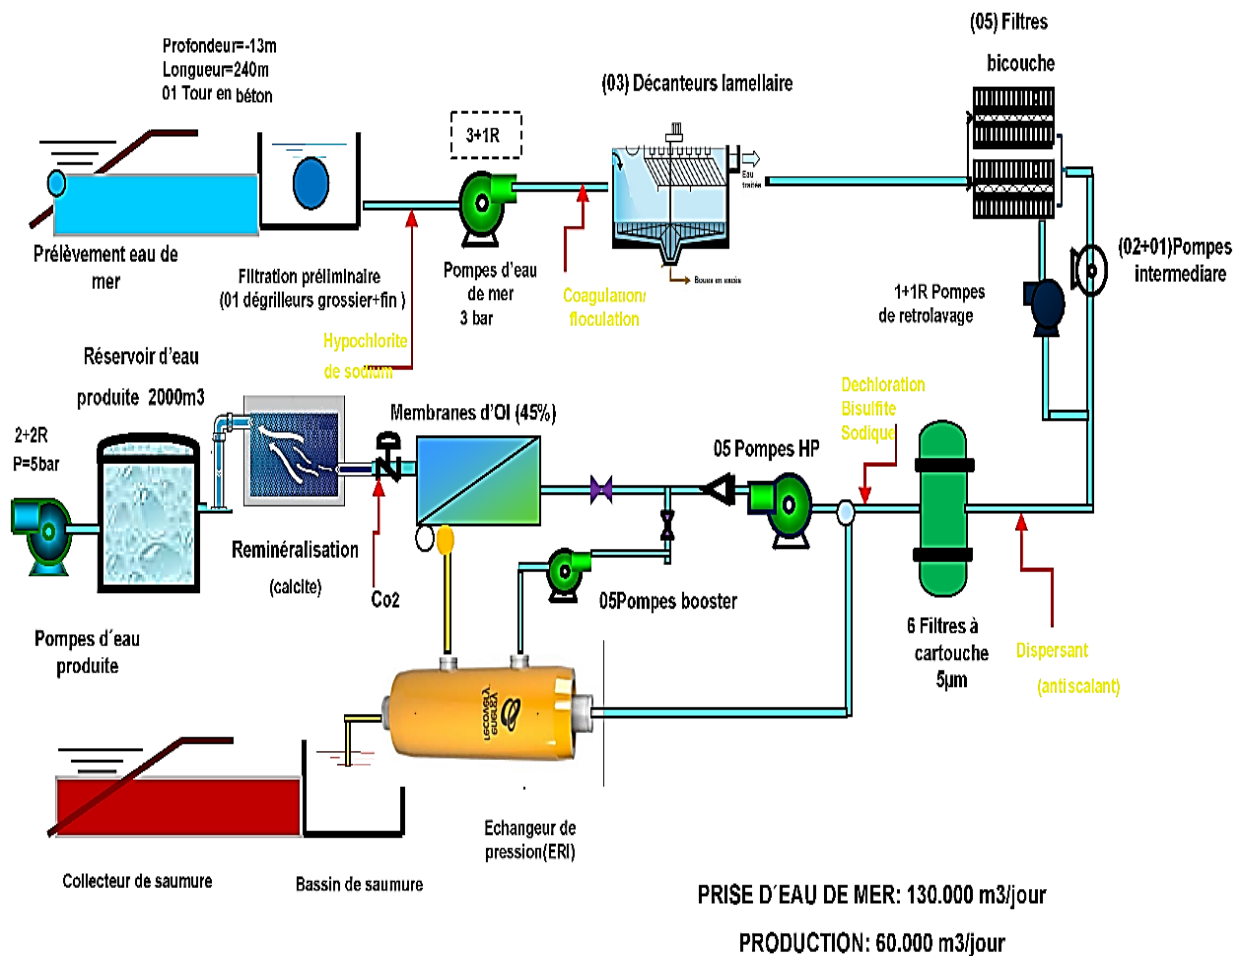 Profondeur=-13m
Longueur=240m
01 Tour en béton
(03) Décanteurs lamellaire
(05) Filtres
bicouche
3+1R
Eau
traitée
Prélèvement eau de
mer
Filtration préliminaire
(01 dégrilleurs grossier+fin )
Pompes d'eau
de mer
3 bar
Coagulation/
floculation
(02+01)Pompes
intermediare
1+1R Pompes
de retrolavage
Hypochlorite
de sodium
Réservoir d'eau
produite 2000m3
Membranes d'OI (45%)
Dechloration
Bisulfite
Sodique
2+2R
P=5bar
05 Pompes HP
Reminéralisation
(calcite)
Co2
05Pompes booster
Pompes d´eau
produite
6 Filtres à
cartouche
5µm
Dispersant
(antiscalant)
Echangeur de
pression(ERI)
Collecteur de saumure
Bassin de saumure
PRISE D´EAU DE MER: 130.000 m3/jour
PRODUCTION: 60.000 m3/jour